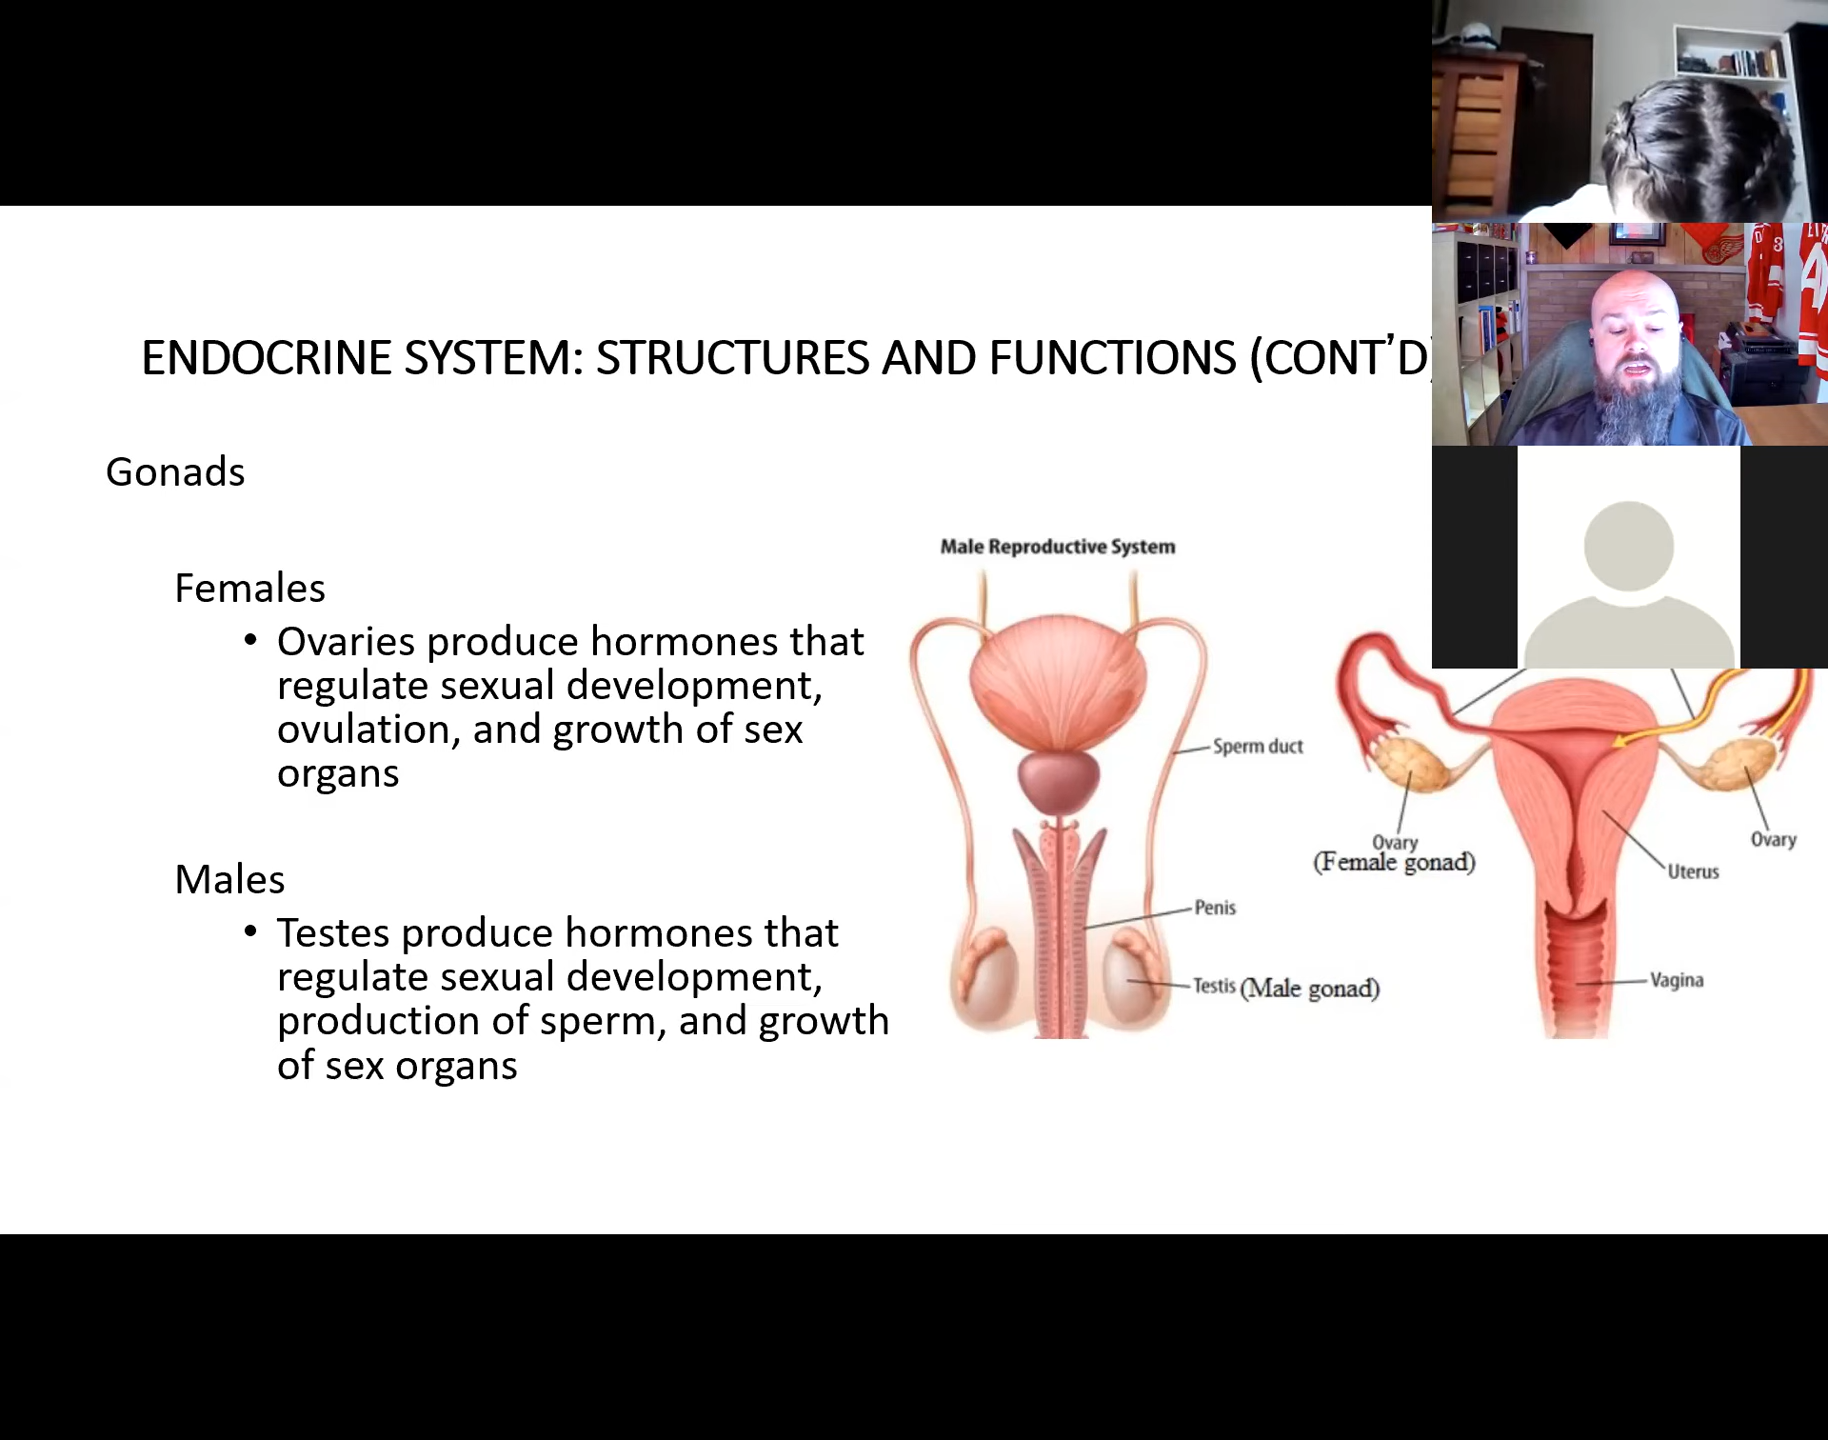 ENDOCRINE SYSTEM: STRUCTURES AND FUNCTIONS (CONT’D)
Gonads
Females
• Ovaries produce hormones that
regulate sexual development,
ovulation, and growth of sex
organs
Males
• Testes produce hormones that
regulate sexual development,
production of sperm, and growth
of sex organs
Male Reproductive System
Sperm duct
Penis
Testis (Male gonad)
Ovary
(Female gonad)
Ovary
Uterus
Vagina